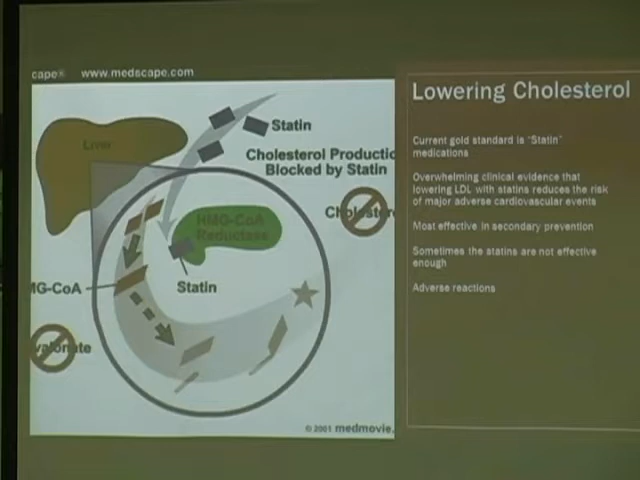 cape® www.medscape.com
Lowering Cholesterol
Statin
Liver
Cholesterol Productio
Blocked by Statin
Cholester
HMG-CoA
Reductase
Statin
MG-CoA
valonate
© 2001 medmovie.
Current gold standard is "Statin"
medications
Overwhelming clinical evidence that
lowering LDL with statins reduces the risk
of major adverse cardiovascular events
Most effective in secondary prevention
Sometimes the statins are not effective
enough
Adverse reactions